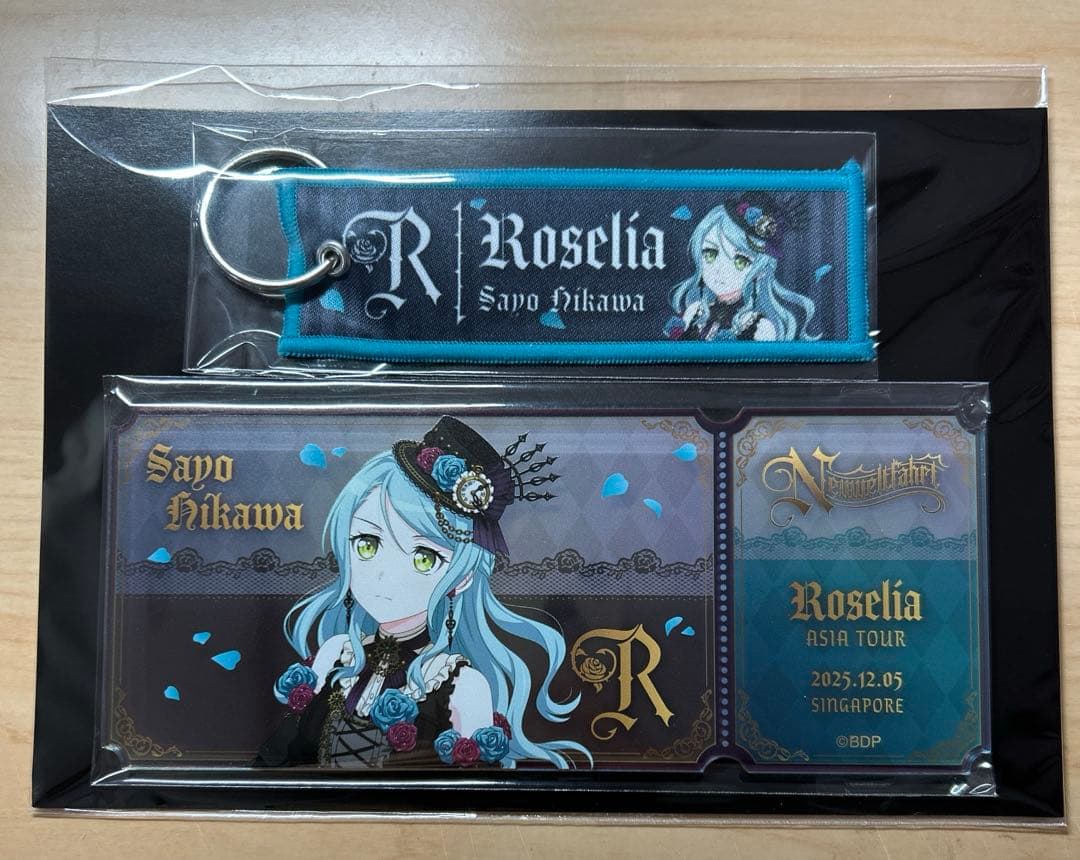 R
Roselia
Sayo Hikawa
Sayo
Hikawa
R
Neuweltfahrt
Roselia
ASIA TOUR
2025.12.05
SINGAPORE
©BDP